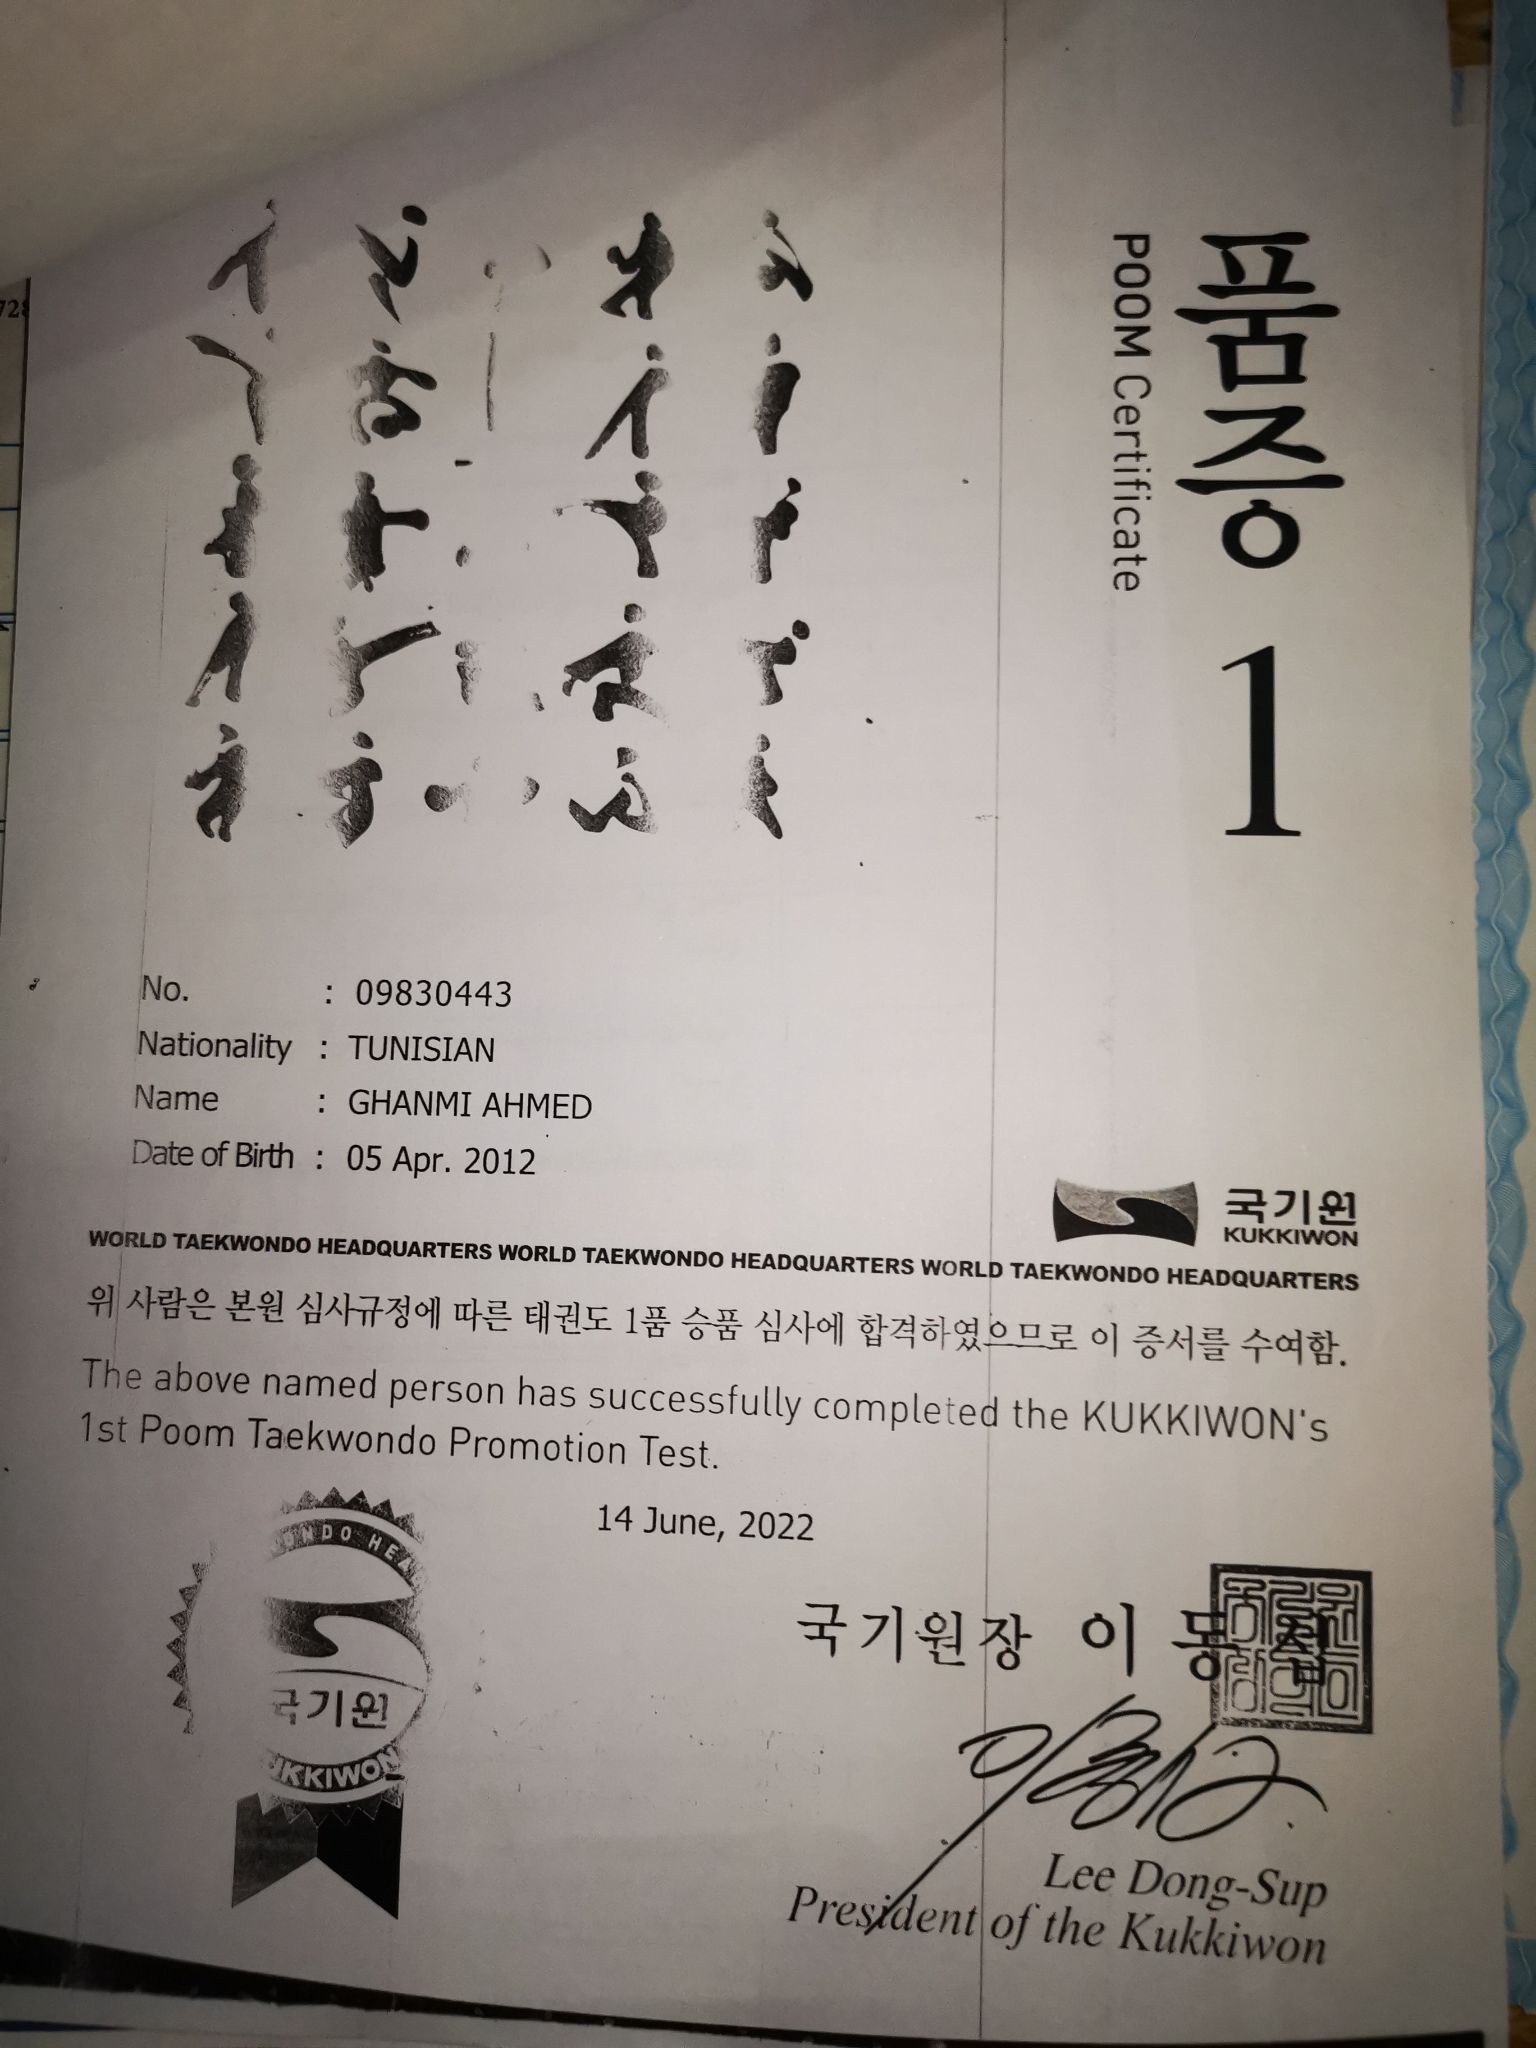 품증 1
POOM Certificate
728
No. : 09830443
Nationality : TUNISIAN
Name : GHANMI AHMED
Date of Birth : 05 Apr. 2012
국기원
KUKKIWON
WORLD TAEKWONDO HEADQUARTERS WORLD TAEKWONDO HEADQUARTERS WORLD TAEKWONDO HEADQUARTERS
위 사람은 본원 심사규정에 따른 태권도 1품 승품 심사에 합격하였으므로 이 증서를 수여함.
The above named person has successfully completed the KUKKIWON's
1st Poom Taekwondo Promotion Test.
14 June, 2022
국기원장 이 동 섭
국기원
Lee Dong-Sup
President of the Kukkiwon